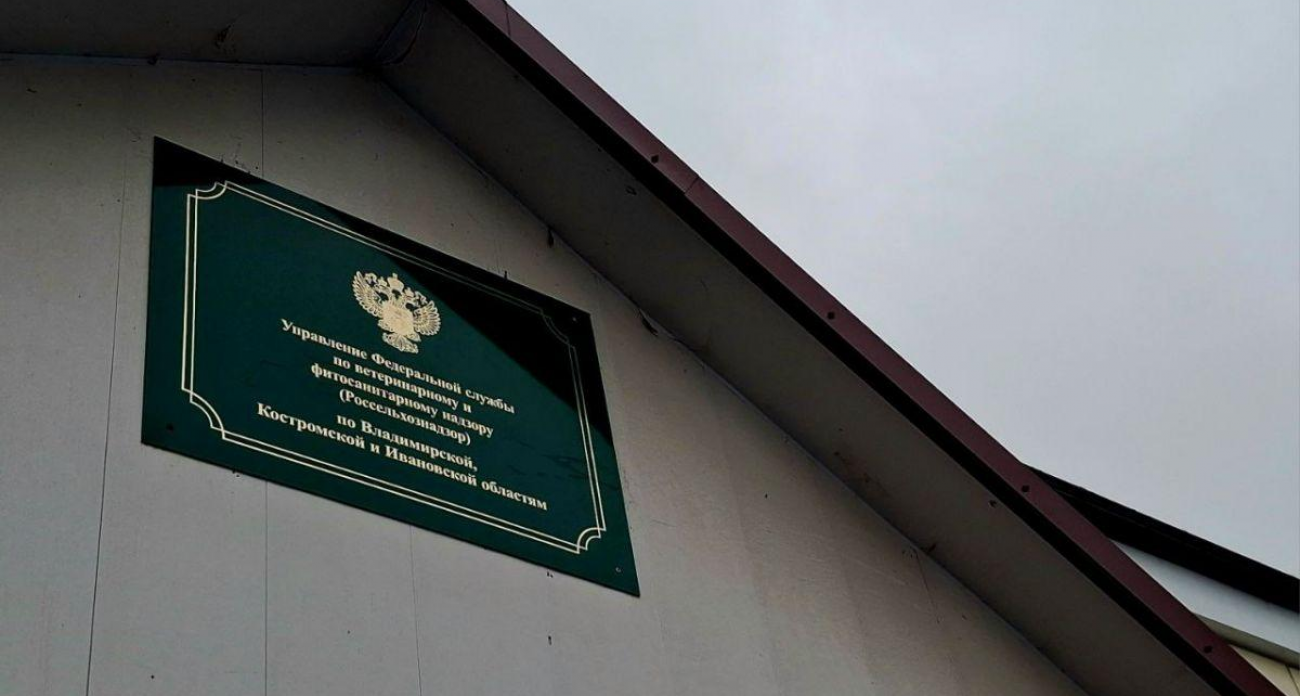 Управление Федеральной службы
по ветеринарному и
фитосанитарному надзору
(Россельхознадзор)
по Владимирской,
Костромской и Ивановской областям